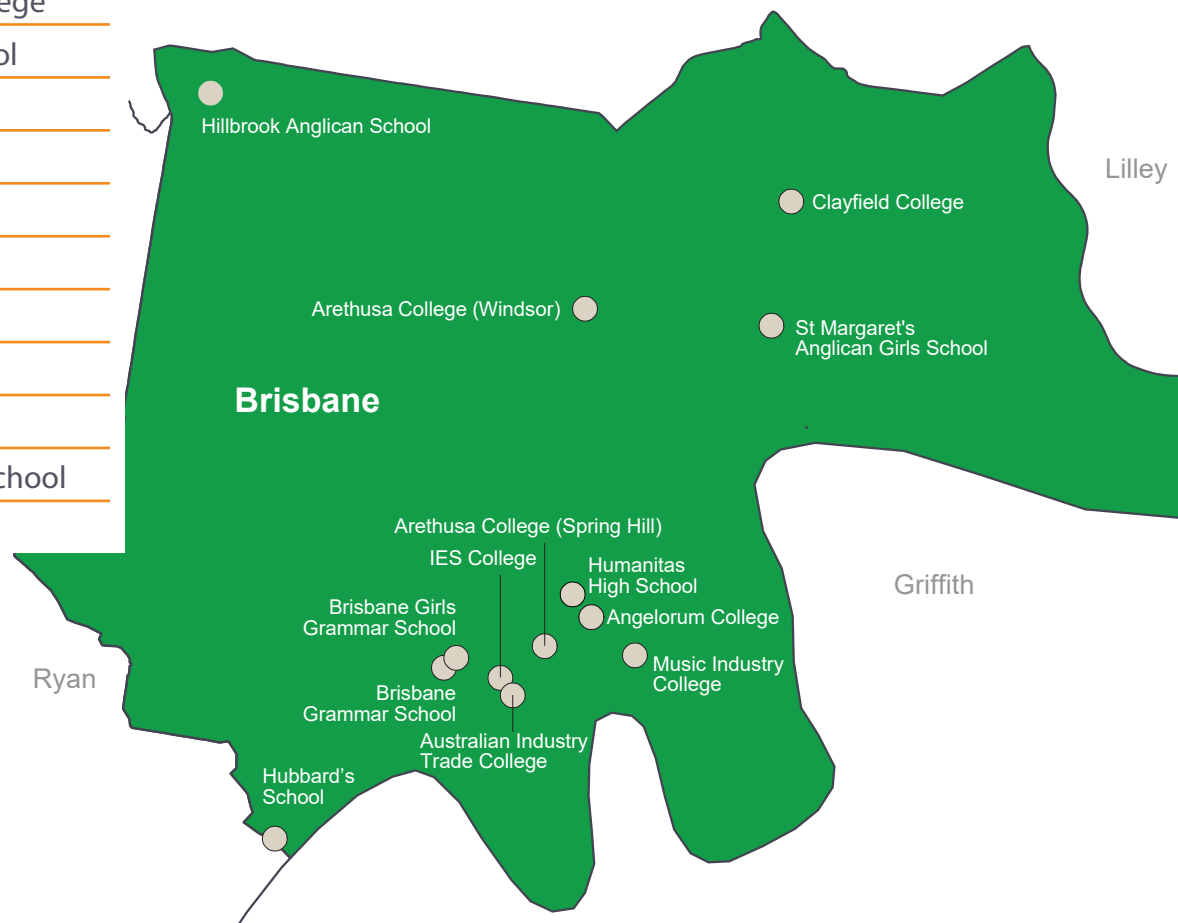 ege
ol
chool
Hillbrook Anglican School
Lilley
Clayfield College
Arethusa College (Windsor)
St Margaret's
Anglican Girls School
Brisbane
Arethusa College (Spring Hill)
IES College
Humanitas
High School
Griffith
Brisbane Girls
Grammar School
Angelorum College
Music Industry
College
Ryan
Brisbane
Grammar School
Australian Industry
Trade College
Hubbard’s
School